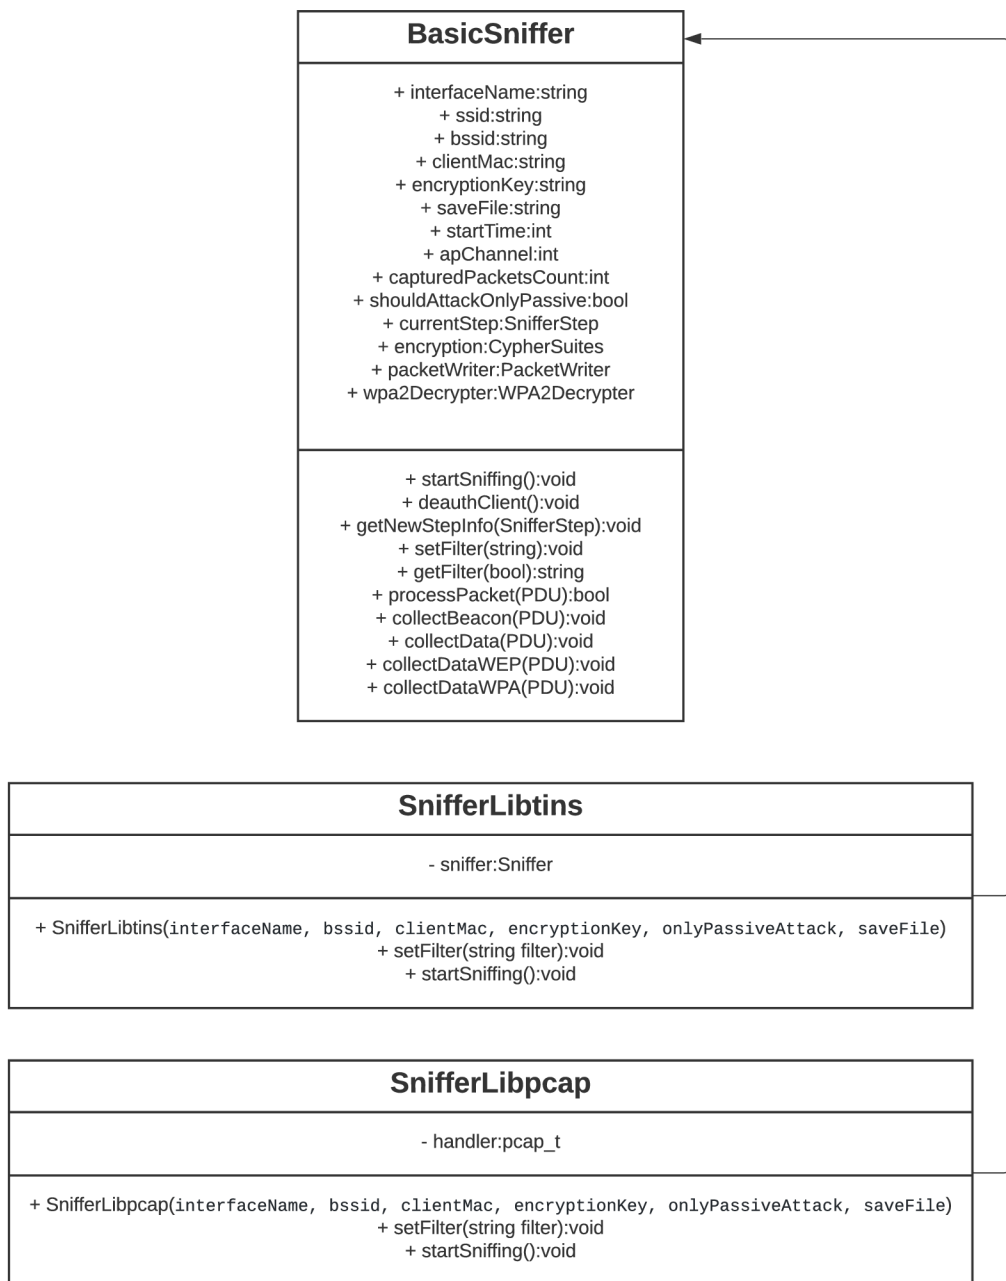 BasicSniffer
+ interfaceName:string
+ ssid:string
+ bssid:string
+ clientMac:string
+ encryptionKey:string
+ saveFile:string
+ startTime:int
+ apChannel:int
+ capturedPacketsCount:int
+ shouldAttackOnlyPassive:bool
+ currentStep:SnifferStep
+ encryption:CypherSuites
+ packetWriter:PacketWriter
+ wpa2Decrypter:WPA2Decrypter
+ startSniffing():void
+ deauthClient():void
+ getNewStepInfo(SnifferStep):void
+ setFilter(string):void
+ getFilter(bool):string
+ processPacket(PDU):bool
+ collectBeacon(PDU):void
+ collectData(PDU):void
+ collectDataWEP(PDU):void
+ collectDataWPA(PDU):void
SnifferLibtins
- sniffer:Sniffer
+ SnifferLibtins(interfaceName, bssid, clientMac, encryptionKey, onlyPassiveAttack, saveFile)
+ setFilter(string filter):void
+ startSniffing():void
SnifferLibpcap
- handler:pcap_t
+ SnifferLibpcap(interfaceName, bssid, clientMac, encryptionKey, onlyPassiveAttack, saveFile)
+ setFilter(string filter):void
+ startSniffing():void